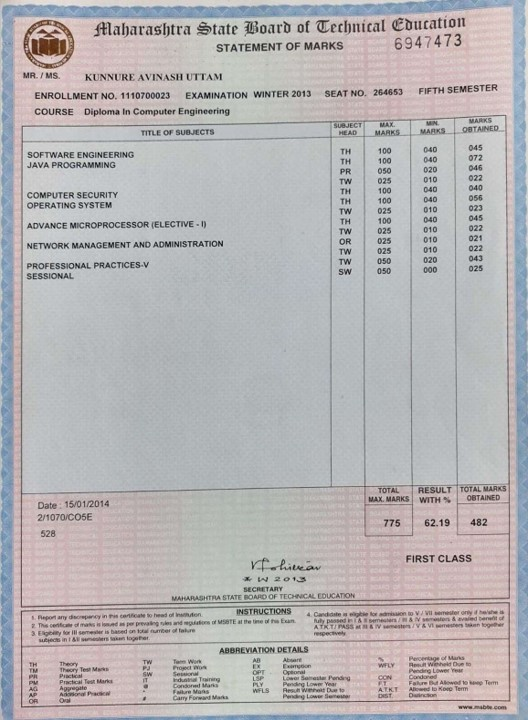 Maharashtra State Board of Technical Education
STATEMENT OF MARKS 6947473
MR. / MS. KUNNURE AVINASH UTTAM
ENROLLMENT NO. 1110700023 EXAMINATION WINTER 2013 SEAT NO. 264653 FIFTH SEMESTER
COURSE Diploma In Computer Engineering
TITLE OF SUBJECTS SUBJECT HEAD MAX. MARKS MIN. MARKS MARKS OBTAINED
SOFTWARE ENGINEERING TH 100 040 045
JAVA PROGRAMMING TH 100 040 072
PR 050 020 046
TW 025 010 022
COMPUTER SECURITY TH 100 040 040
OPERATING SYSTEM TH 100 040 056
TW 025 010 023
ADVANCE MICROPROCESSOR (ELECTIVE - I) TH 100 040 045
TW 025 010 022
NETWORK MANAGEMENT AND ADMINISTRATION OR 025 010 021
TW 025 010 022
PROFESSIONAL PRACTICES-V TW 050 020 043
SESSIONAL SW 050 000 025
TOTAL MAX. MARKS RESULT WITH % TOTAL MARKS OBTAINED
Date : 15/01/2014
2/1070/CO5E 775 62.19 482
528
FIRST CLASS
W 2013
SECRETARY
MAHARASHTRA STATE BOARD OF TECHNICAL EDUCATION
INSTRUCTIONS
1. Report any discrepancy in this certificate to head of Institution.
2. This certificate of marks is issued as per prevailing rules and regulations of MSBTE at the time of this Exam.
3. Eligibility for III semester is based on total number of failure
subjects in I &II semesters taken together
4. Candidate is eligible for admission to V / VII semester only if he/she is
fully passed in I & II semesters / III & IV semesters & availed benefit of
A.T.K.T./ PASS at III & IV semesters / V & VI semesters taken together
respectively.
ABBREVIATION DETAILS
TH Theory TW Term Work AB Absent % Percentage of Marks
TM Theory Test Marks PJ Project Work EX Exemption WFLY Result Withheld Due to
Pending Lower Year
PR Practical SW Sessional OPT Optional
PM Practical Test Marks IT Industrial Training LSP Lower Semester Pending CON Condoned
AG Aggregate @ Condoned Marks PLY Pending Lower Year F.T. Failure But Allowed to keep Term
AP Additional Practical * Failure Marks WFLS Result Withheld Due to A.T.K.T. Allowed to Keep Term
OR Oral # Carry Forward Marks Pending Lower Semester DIST. Distinction
www.msbte.com